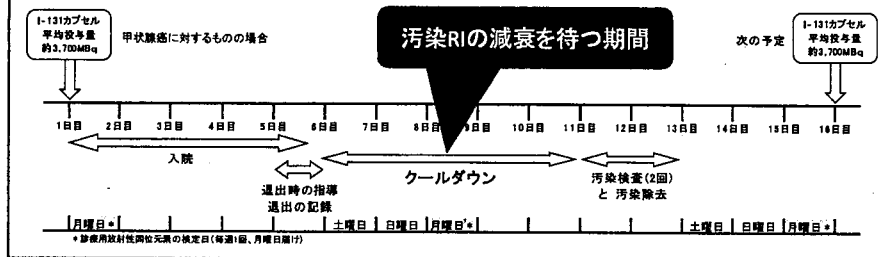 I-131カプセル
平均投与量
約3,700MBq
甲状腺癌に対するものの場合
汚染RIの減衰を待つ期間
次の予定
I-131カプセル
平均投与量
約3,700MBq
1日目 2日目 3日目 4日目 5日目 6日目 7日目 8日目 9日目 10日目 11日目 12日目 13日目 14日目 15日目 16日目
入院
クールダウン
退出時の指導
退出の記録
汚染検査(2回)
と 汚染除去
月曜日* 土曜日 日曜日 月曜日* 土曜日 日曜日 月曜日*
*診療用放射性同位元素の検定日(毎週1回、月曜日届け)